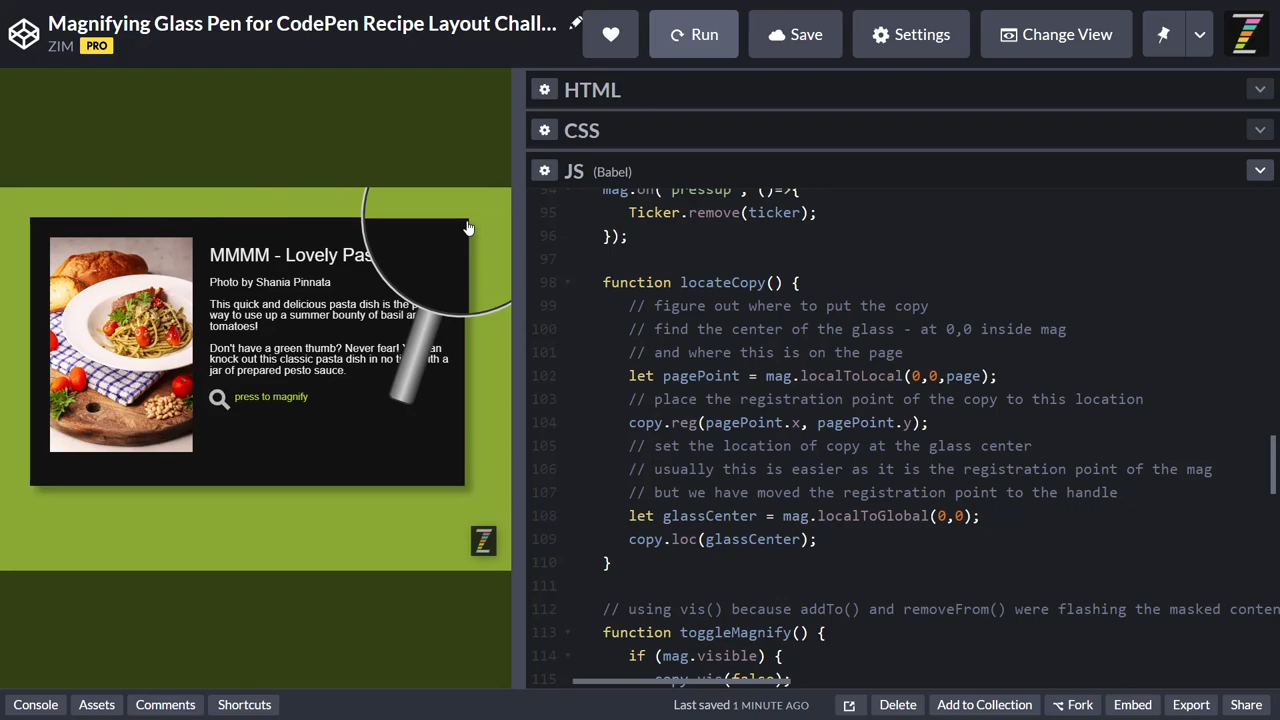 Magnifying Glass Pen for CodePen Recipe Layout Chall...
ZIM PRO
Run
Save
Settings
Change View
HTML
CSS
JS (Babel)
MMMM - Lovely Pas
Photo by Shania Pinnata
This quick and delicious pasta dish is the p
way to use up a summer bounty of basil an
tomatoes!
Don't have a green thumb? Never fear! Y an
knock out this classic pasta dish in no ti th a
jar of prepared pesto sauce.
press to magnify
94 mag.on("pressup", ()=>{
95 Ticker.remove(ticker);
96 });
97
98 function locateCopy() {
99 // figure out where to put the copy
100 // find the center of the glass - at 0,0 inside mag
101 // and where this is on the page
102 let pagePoint = mag.localToLocal(0,0,page);
103 // place the registration point of the copy to this location
104 copy.reg(pagePoint.x, pagePoint.y);
105 // set the location of copy at the glass center
106 // usually this is easier as it is the registration point of the mag
107 // but we have moved the registration point to the handle
108 let glassCenter = mag.localToGlobal(0,0);
109 copy.loc(glassCenter);
110 }
111
112 // using vis() because addTo() and removeFrom() were flashing the masked conten
113 function toggleMagnify() {
114 if (mag.visible) {
115 copy.vis(false);
Console
Assets
Comments
Shortcuts
Last saved 1 MINUTE AGO
Delete
Add to Collection
Fork
Embed
Export
Share